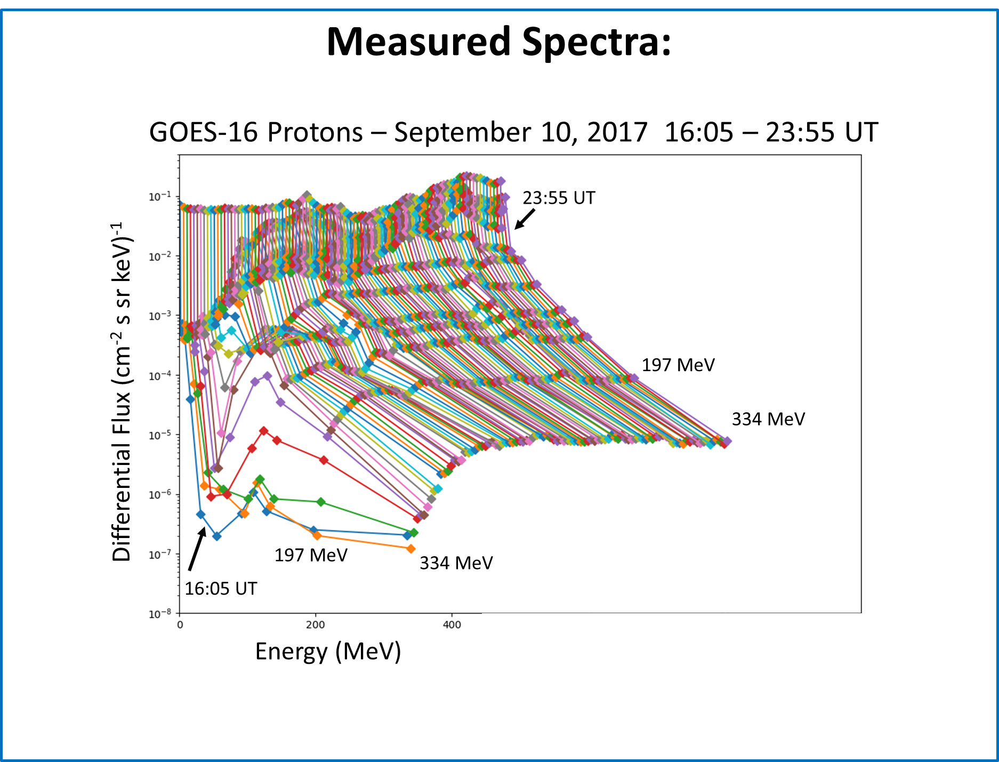 Measured Spectra:
GOES-16 Protons – September 10, 2017  16:05 – 23:55 UT
Differential Flux (cm-2 s sr keV)-1
10−1
10−2
10−3
10−4
10−5
10−6
10−7
10−8
23:55 UT
197 MeV
334 MeV
197 MeV
334 MeV
16:05 UT
0
200
400
Energy (MeV)